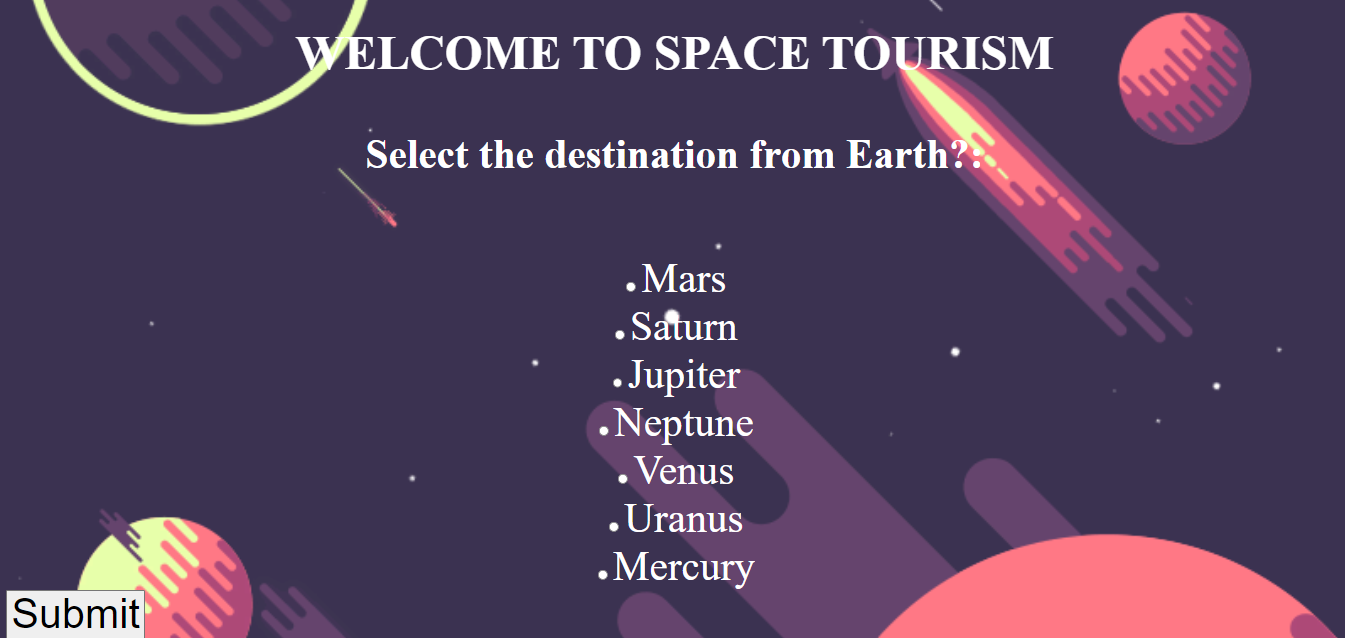 WELCOME TO SPACE TOURISM
Select the destination from Earth?:
Mars
Saturn
Jupiter
Neptune
Venus
Uranus
Mercury
Submit